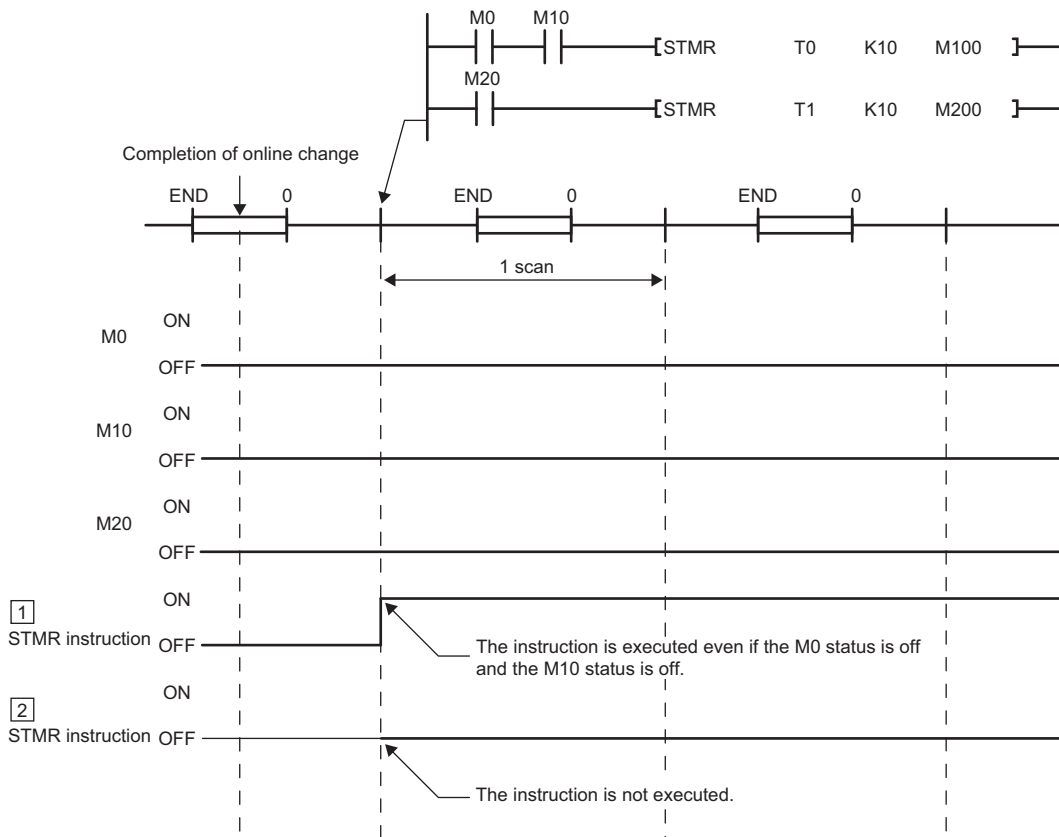 M0 M10
STMR T0 K10 M100
M20
STMR T1 K10 M200
Completion of online change
END 0 END 0 END 0
1 scan
ON
M0
OFF
ON
M10
OFF
ON
M20
OFF
1
ON
STMR instruction OFF
The instruction is executed even if the M0 status is off
and the M10 status is off.
2
ON
STMR instruction OFF
The instruction is not executed.